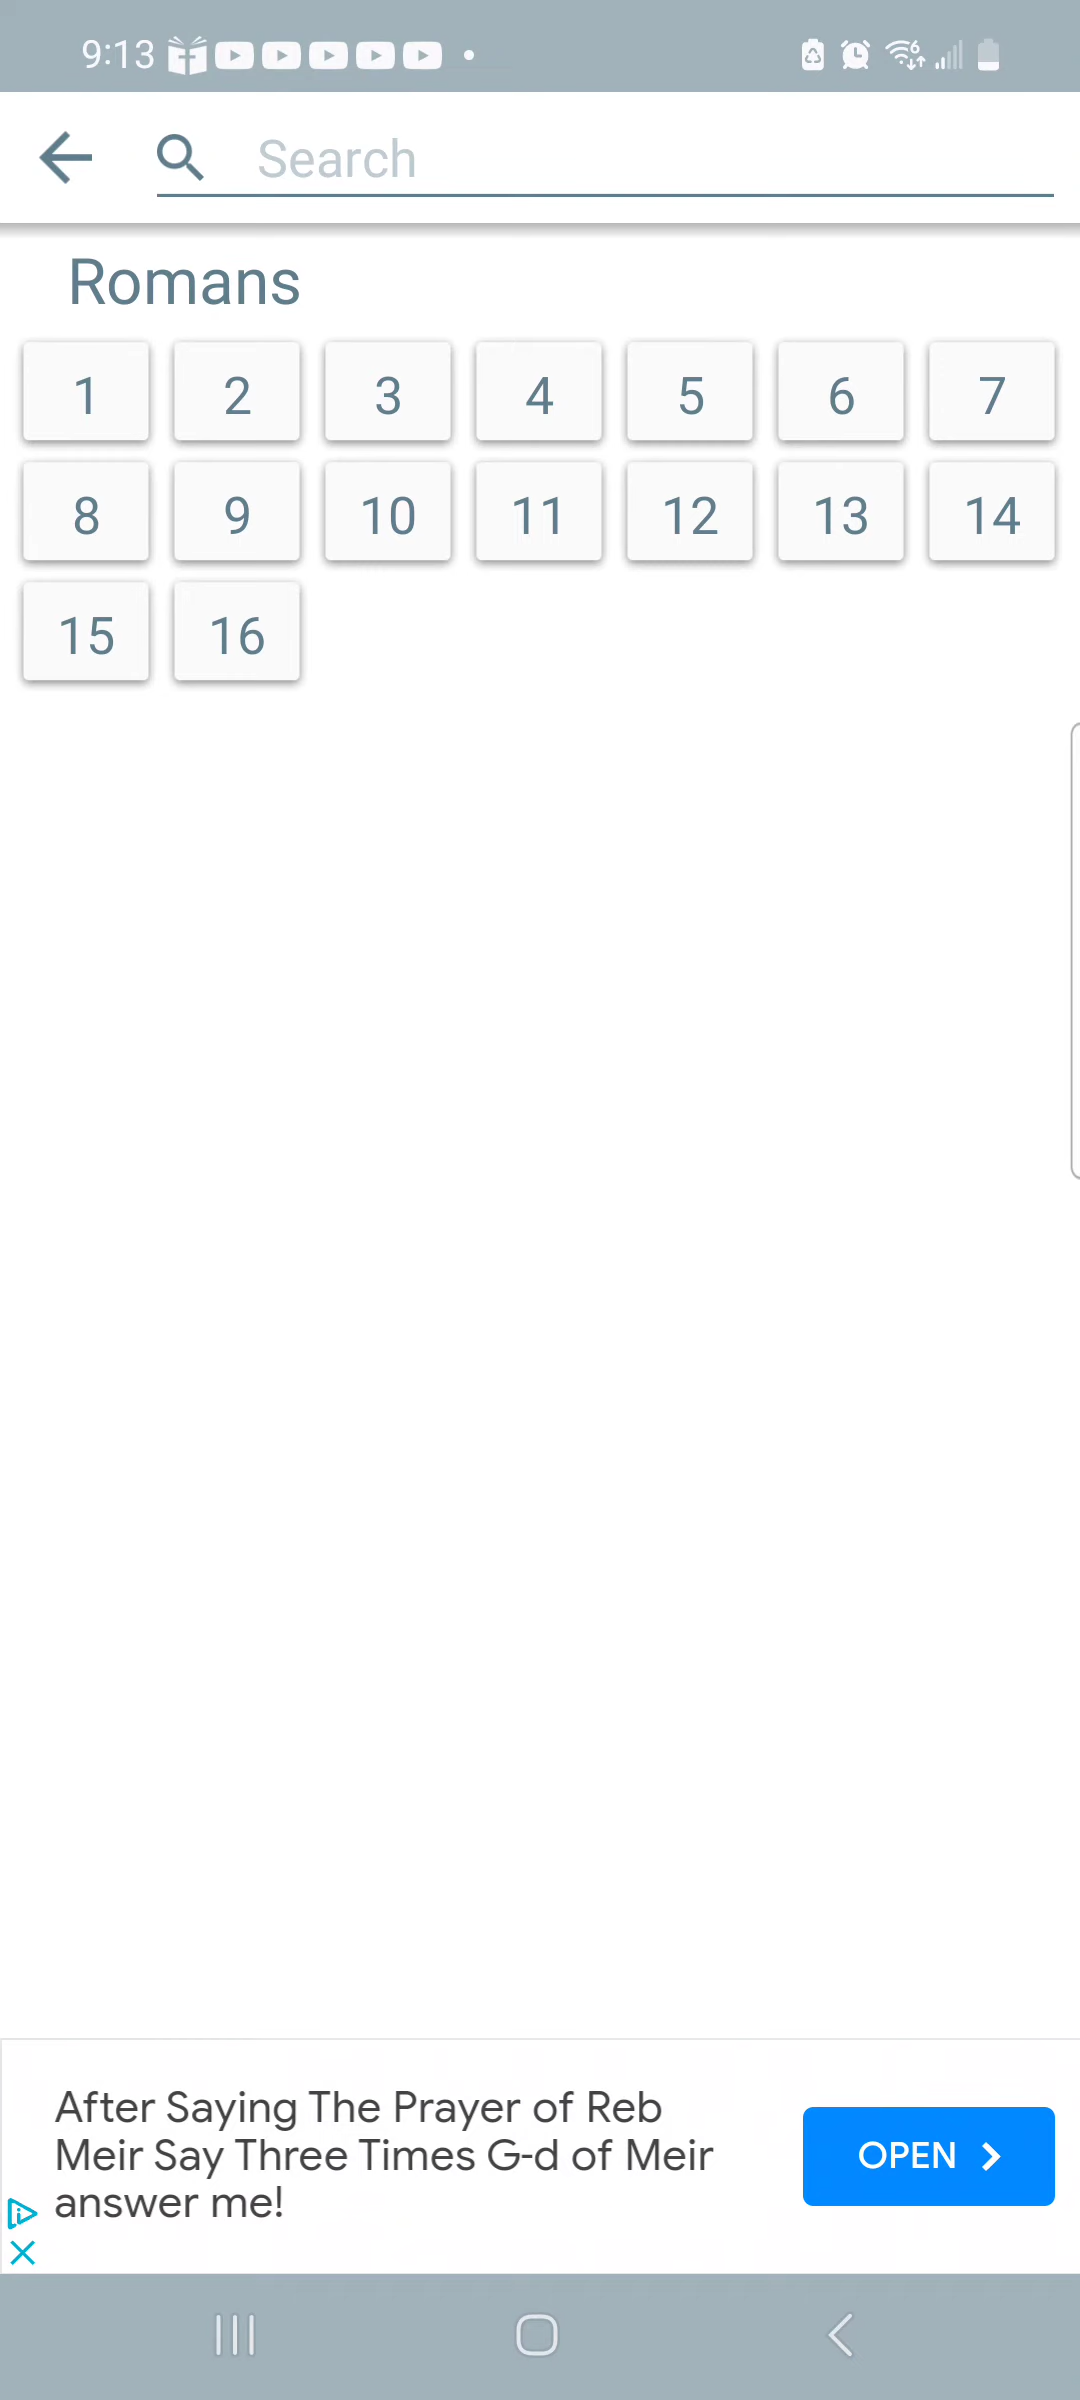 9:13
Search
Romans
1 2 3 4 5 6 7
8 9 10 11 12 13 14
15 16
After Saying The Prayer of Reb
Meir Say Three Times G-d of Meir
answer me!
OPEN